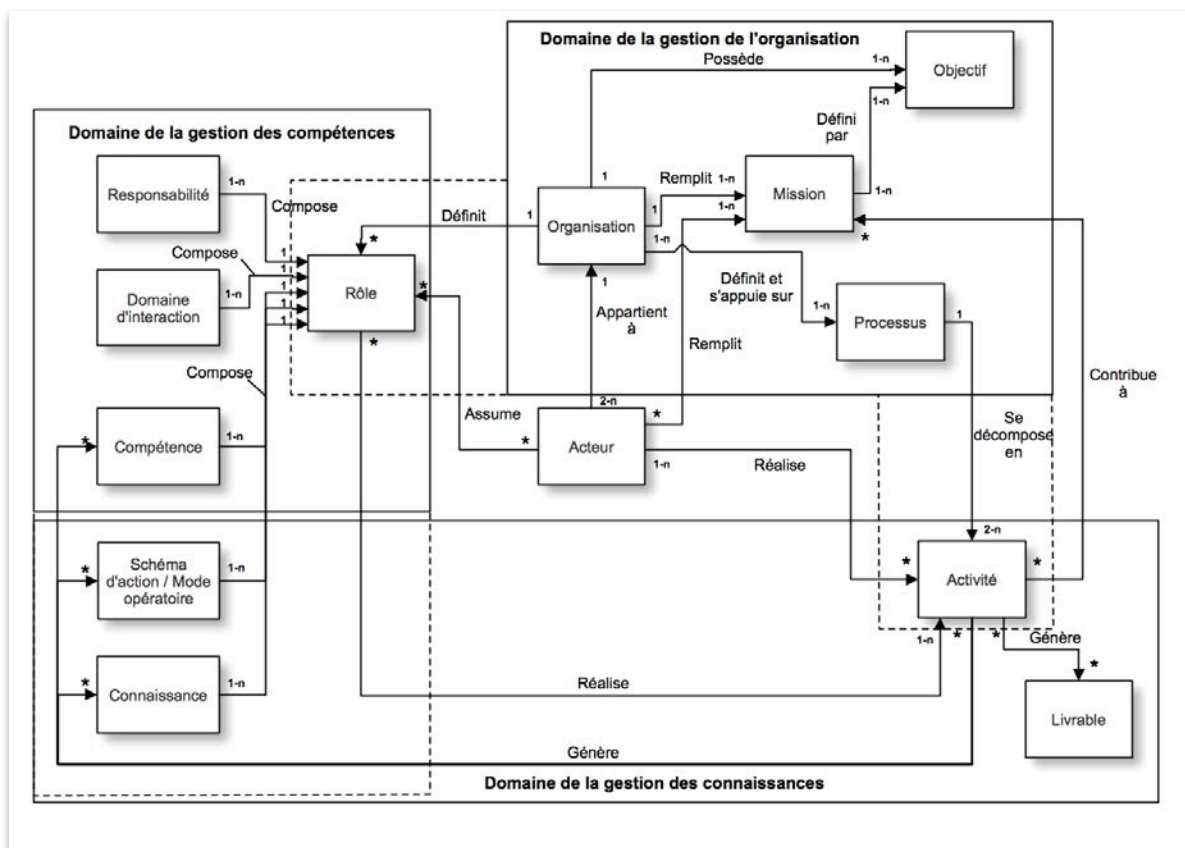 Domaine de la gestion de l'organisation
Possède
1-n
Objectif
1-n
Défini
par
Domaine de la gestion des compétences
Responsabilité
1-n
Compose
1
Remplit
1-n
Mission
1-n
1-n
Définit
1
Organisation
1
1-n
*
*
Compose
1
1
1
1
1
Rôle
*
Domaine
d'interaction
1-n
1
Appartient
à
Définit et
s'appuie sur
1-n
Processus
1
*
Remplit
Compose
Contribue
à
2-n
Assume
*
Acteur
*
1-n
Réalise
Se
décompose
en
*
Compétence
1-n
2-n
*
Schéma
d'action / Mode
opératoire
1-n
*
Activité
*
1-n
*
*
Génère
*
*
Connaissance
1-n
Réalise
Livrable
Génère
Domaine de la gestion des connaissances